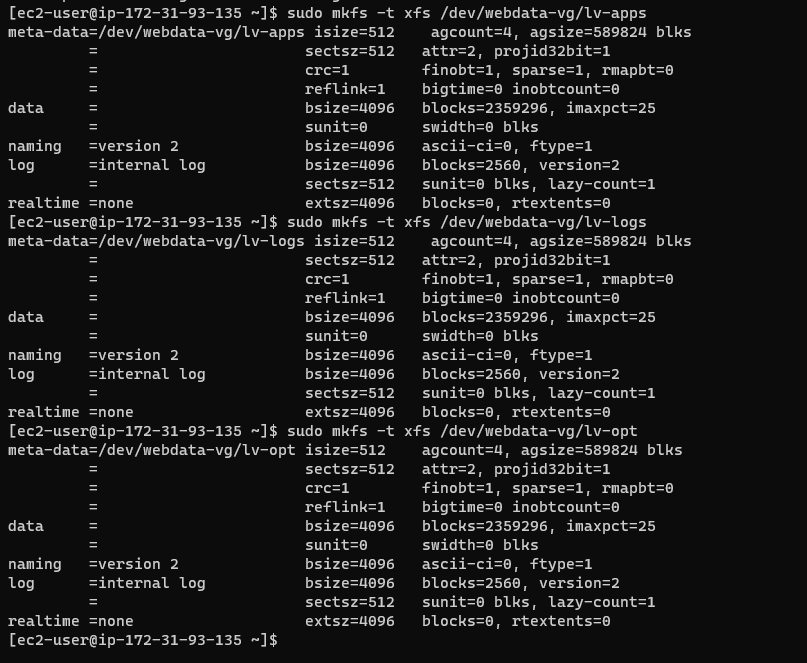 [ec2-user@ip-172-31-93-135 ~]$ sudo mkfs -t xfs /dev/webdata-vg/lv-apps
meta-data=/dev/webdata-vg/lv-apps isize=512    agcount=4, agsize=589824 blks
         =                       sectsz=512   attr=2, projid32bit=1
         =                       crc=1        finobt=1, sparse=1, rmapbt=0
         =                       reflink=1    bigtime=0 inobtcount=0
data     =                       bsize=4096   blocks=2359296, imaxpct=25
         =                       sunit=0      swidth=0 blks
naming   =version 2              bsize=4096   ascii-ci=0, ftype=1
log      =internal log           bsize=4096   blocks=2560, version=2
         =                       sectsz=512   sunit=0 blks, lazy-count=1
realtime =none                   extsz=4096   blocks=0, rtextents=0
[ec2-user@ip-172-31-93-135 ~]$ sudo mkfs -t xfs /dev/webdata-vg/lv-logs
meta-data=/dev/webdata-vg/lv-logs isize=512    agcount=4, agsize=589824 blks
         =                       sectsz=512   attr=2, projid32bit=1
         =                       crc=1        finobt=1, sparse=1, rmapbt=0
         =                       reflink=1    bigtime=0 inobtcount=0
data     =                       bsize=4096   blocks=2359296, imaxpct=25
         =                       sunit=0      swidth=0 blks
naming   =version 2              bsize=4096   ascii-ci=0, ftype=1
log      =internal log           bsize=4096   blocks=2560, version=2
         =                       sectsz=512   sunit=0 blks, lazy-count=1
realtime =none                   extsz=4096   blocks=0, rtextents=0
[ec2-user@ip-172-31-93-135 ~]$ sudo mkfs -t xfs /dev/webdata-vg/lv-opt
meta-data=/dev/webdata-vg/lv-opt isize=512    agcount=4, agsize=589824 blks
         =                       sectsz=512   attr=2, projid32bit=1
         =                       crc=1        finobt=1, sparse=1, rmapbt=0
         =                       reflink=1    bigtime=0 inobtcount=0
data     =                       bsize=4096   blocks=2359296, imaxpct=25
         =                       sunit=0      swidth=0 blks
naming   =version 2              bsize=4096   ascii-ci=0, ftype=1
log      =internal log           bsize=4096   blocks=2560, version=2
         =                       sectsz=512   sunit=0 blks, lazy-count=1
realtime =none                   extsz=4096   blocks=0, rtextents=0
[ec2-user@ip-172-31-93-135 ~]$